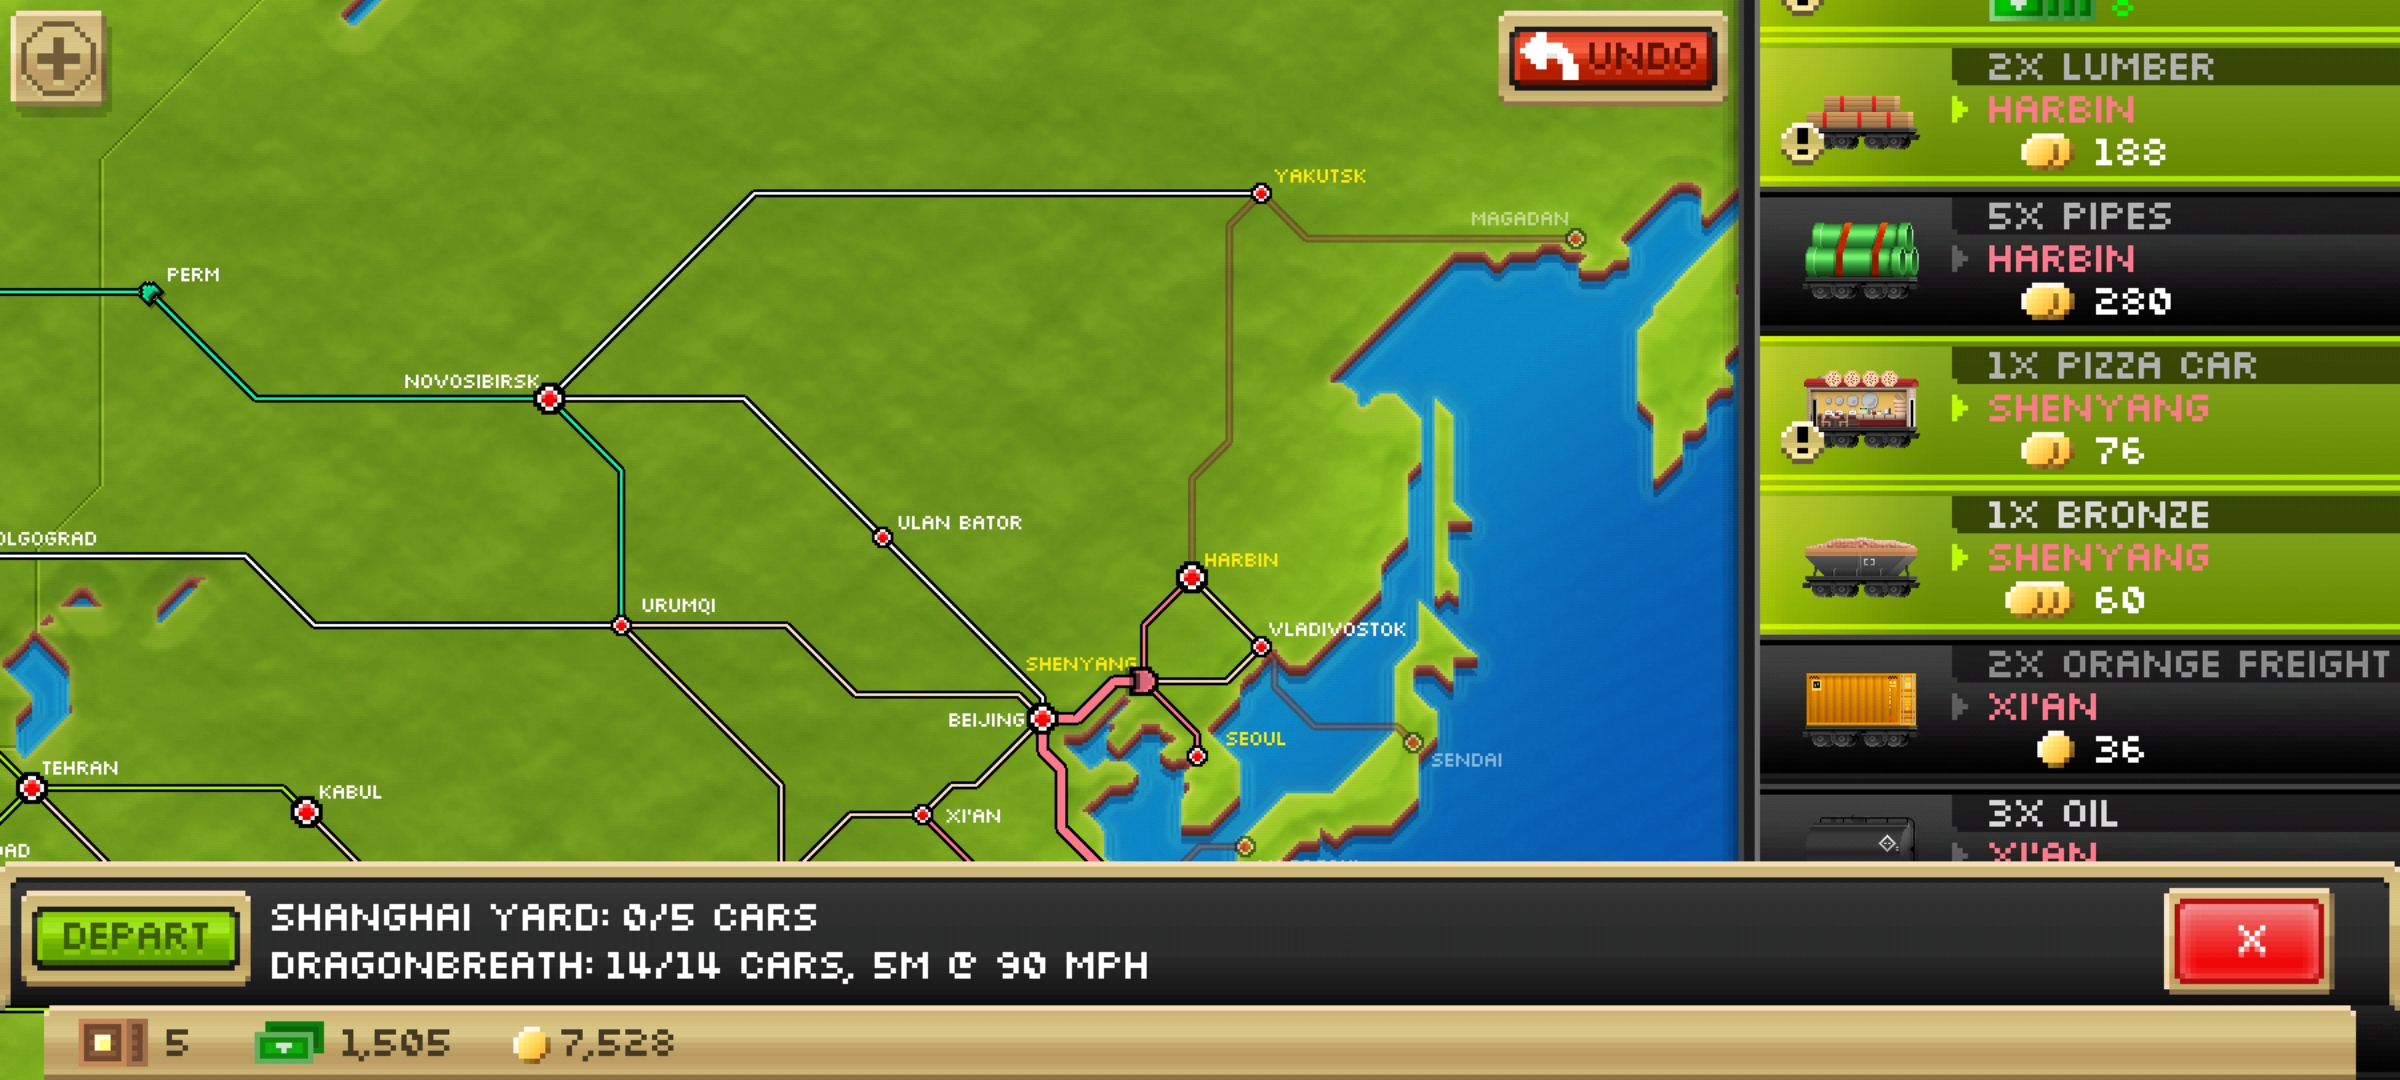 8
UNDO
2X LUMBER
HARBIN
188
5X PIPES
HARBIN
280
1X PIZZA CAR
SHENYANG
76
1X BRONZE
SHENYANG
60
2X ORANGE FREIGHT
XI'AN
36
3X OIL
XI'AN
YAKUTSK
MAGADAN
PERM
NOVOSIBIRSK
ULAN BATOR
OLGOGRAD
HARBIN
URUMQI
VLADIVOSTOK
SHENYANG
BEIJING
SEOUL
SENDAI
TEHRAN
KABUL
XI'AN
AD
DEPART
SHANGHAI YARD: 0/5 CARS
DRAGONBREATH: 14/14 CARS, 5M @ 90 MPH
X
5
1,505
7,528